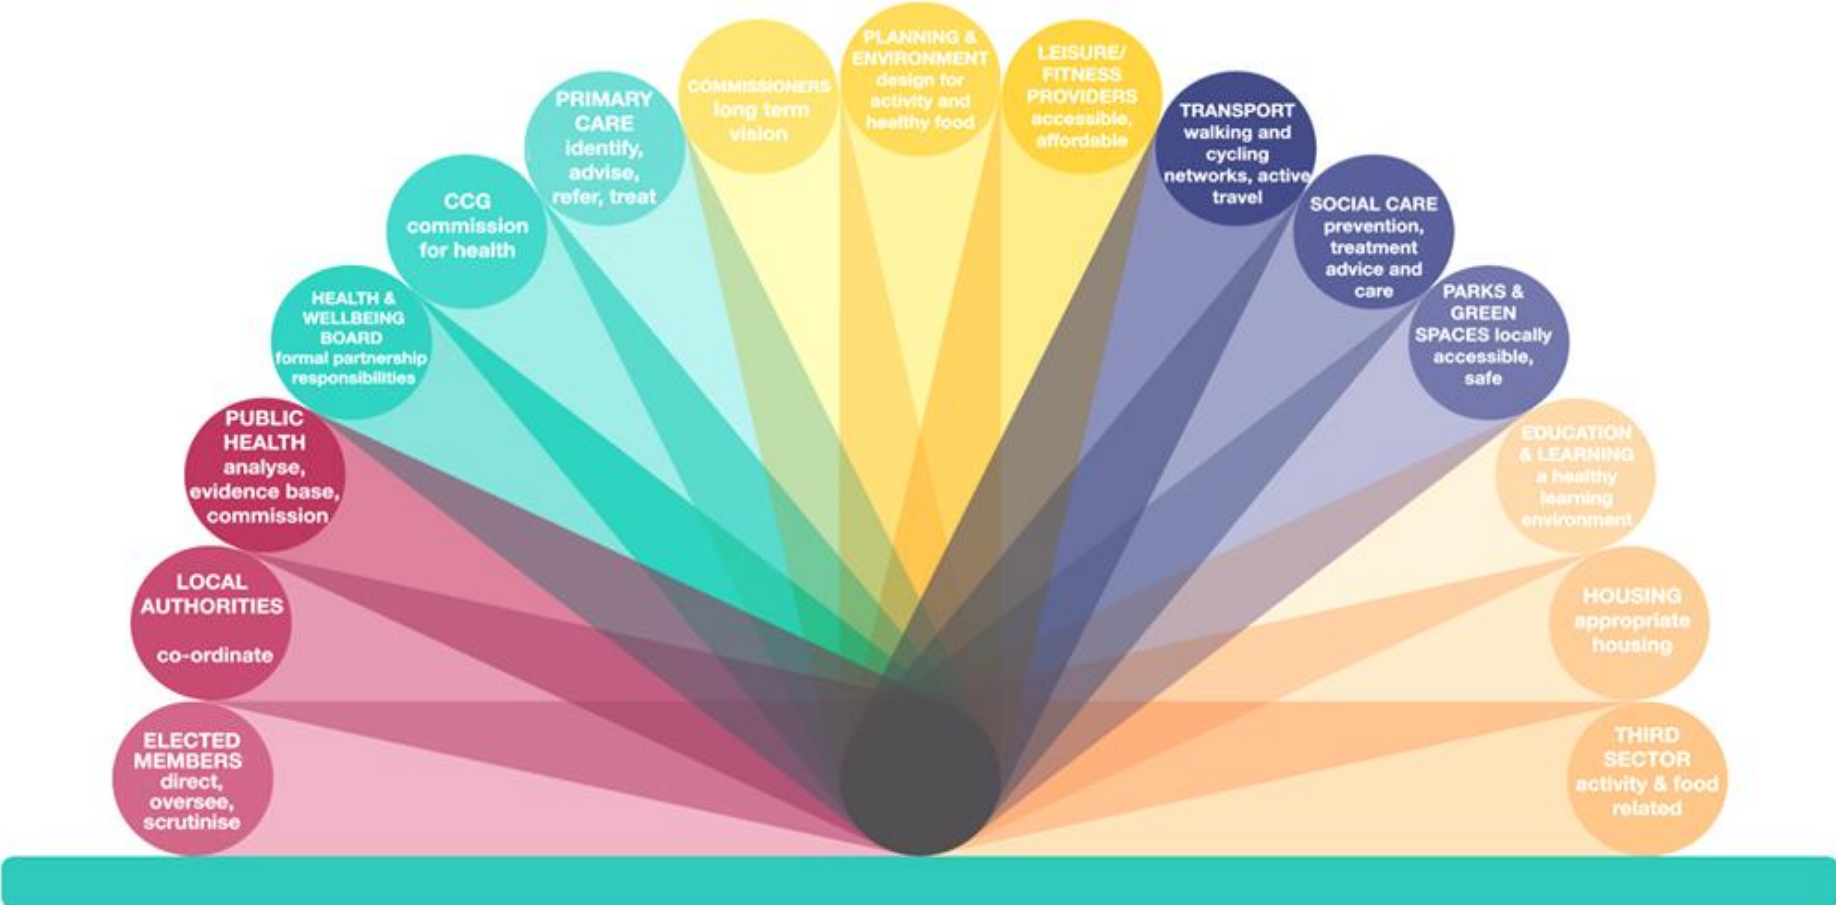 ELECTED
MEMBERS
direct,
oversee,
scrutinise
LOCAL
AUTHORITIES
co-ordinate
PUBLIC
HEALTH
analyse,
evidence base,
commission
HEALTH &
WELLBEING
BOARD
formal partnership
responsibilities
CCG
commission
for health
PRIMARY
CARE
identify,
advise,
refer, treat
COMMISSIONERS
long term
vision
PLANNING &
ENVIRONMENT
design for
activity and
healthy food
LEISURE/
FITNESS
PROVIDERS
accessible,
affordable
TRANSPORT
walking and
cycling
networks, active
travel
SOCIAL CARE
prevention,
treatment
advice and
care
PARKS &
GREEN
SPACES locally
accessible,
safe
EDUCATION
& LEARNING
a healthy
learning
environment
HOUSING
appropriate
housing
THIRD
SECTOR
activity & food
related